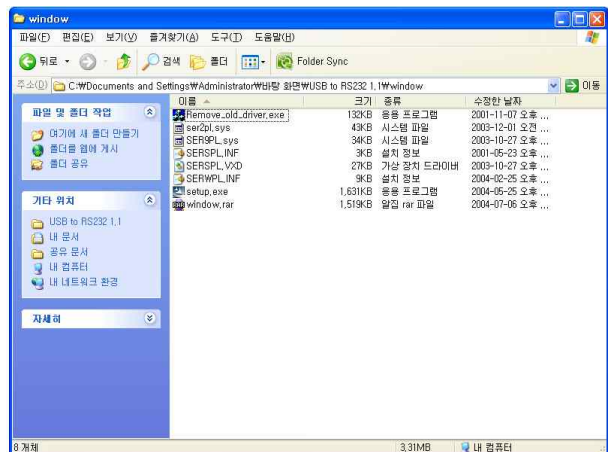 window
파일(F) 편집(E) 보기(V) 즐겨찾기(A) 도구(T) 도움말(H)
뒤로 검색 폴더 Folder Sync
주소(D) C:₩Documents and Settings₩Administrator₩바탕 화면₩USB to RS232 1,1₩window 이동
파일 및 폴더 작업
여기에 새 폴더 만들기
폴더를 웹에 게시
폴더 공유
기타 위치
USB to RS232 1,1
내 문서
공유 문서
내 컴퓨터
내 네트워크 환경
자세히
이름 크기 종류 수정한 날짜
Remove_old_driver,exe 132KB 응용 프로그램 2001-11-07 오후 ...
ser2pl,sys 43KB 시스템 파일 2003-12-01 오전 ...
SER9PL,sys 34KB 시스템 파일 2003-10-27 오후 ...
SERSPL,INF 3KB 설치 정보 2001-05-23 오후 ...
SERSPL,VXD 27KB 가상 장치 드라이버 2003-10-27 오후 ...
SERWPL,INF 9KB 설치 정보 2004-02-25 오후 ...
setup,exe 1,631KB 응용 프로그램 2004-05-25 오후 ...
window,rar 1,519KB 알집 rar 파일 2004-07-06 오후 ...
8 개체 3,31MB 내 컴퓨터